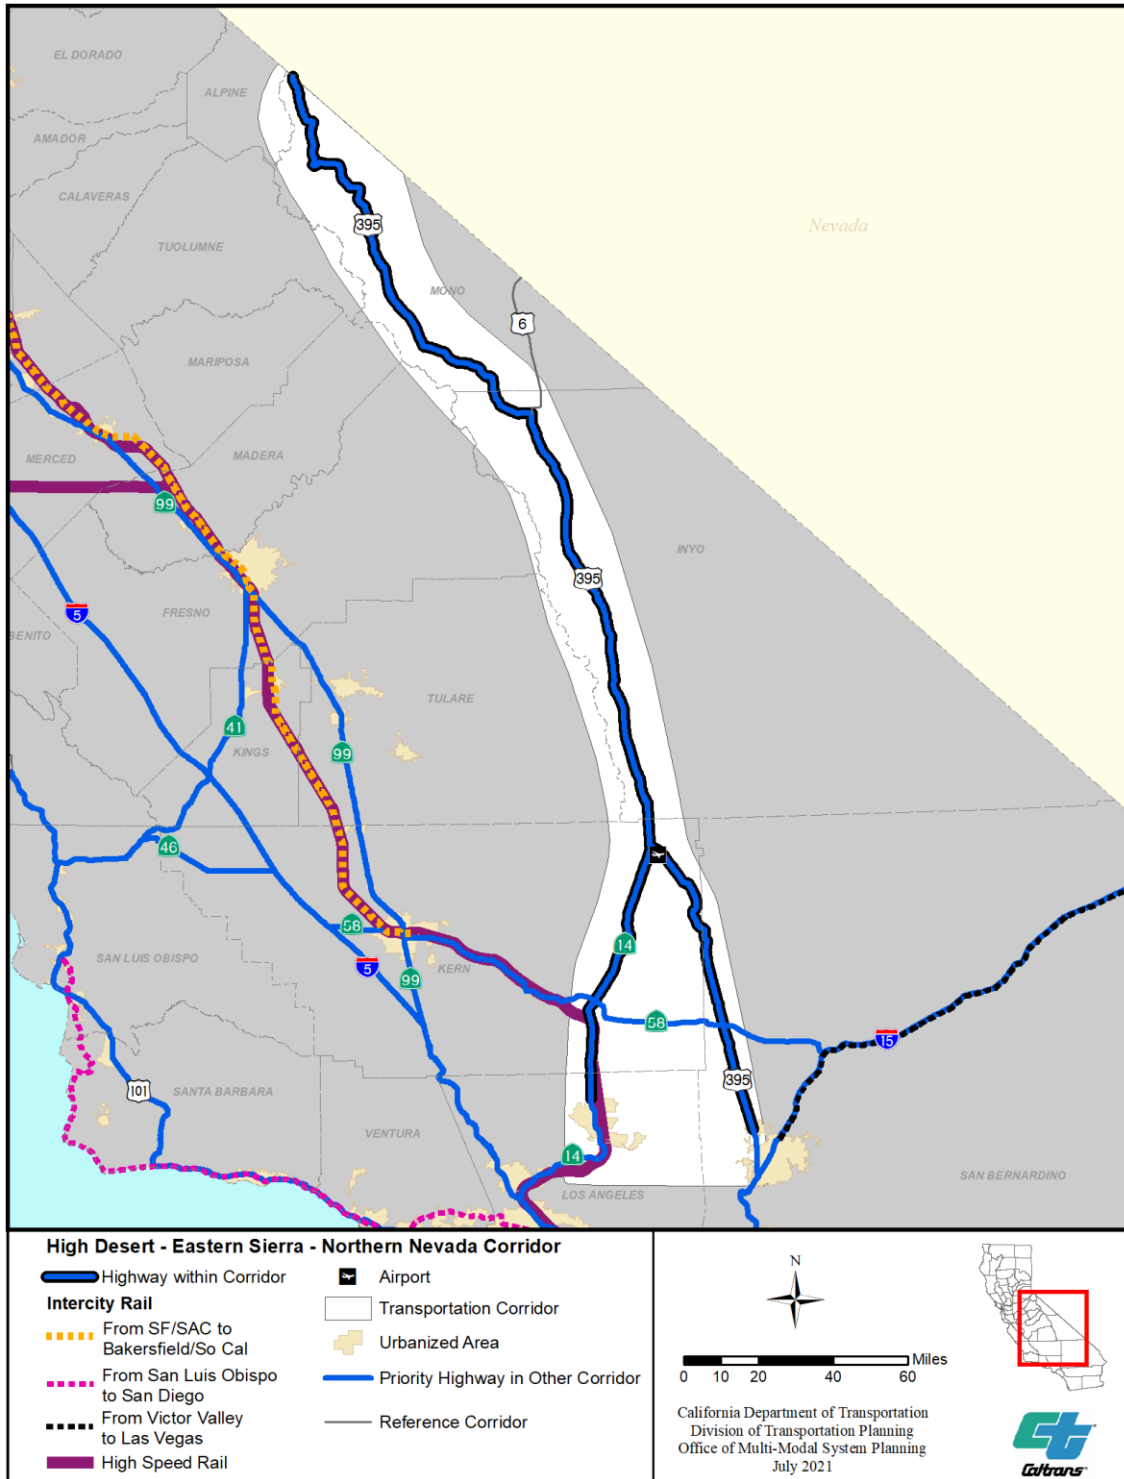 EL DORADO
ALPINE
AMADOR
CALAVERAS
TUOLUMNE
395
Nevada
MONO
6
MARIPOSA
MERCED
MADERA
99
INYO
395
5
FRESNO
BENITO
TULARE
41
KINGS
99
46
14
58
SAN LUIS OBISPO
5
KERN
99
58
15
395
101
SANTA BARBARA
VENTURA
14
LOS ANGELES
SAN BERNARDINO
High Desert - Eastern Sierra - Northern Nevada Corridor
Highway within Corridor
Intercity Rail
From SF/SAC to
Bakersfield/So Cal
From San Luis Obispo
to San Diego
From Victor Valley
to Las Vegas
High Speed Rail
Airport
Transportation Corridor
Urbanized Area
Priority Highway in Other Corridor
Reference Corridor
N
Miles
0 10 20 40 60
California Department of Transportation
Division of Transportation Planning
Office of Multi-Modal System Planning
July 2021
Caltrans